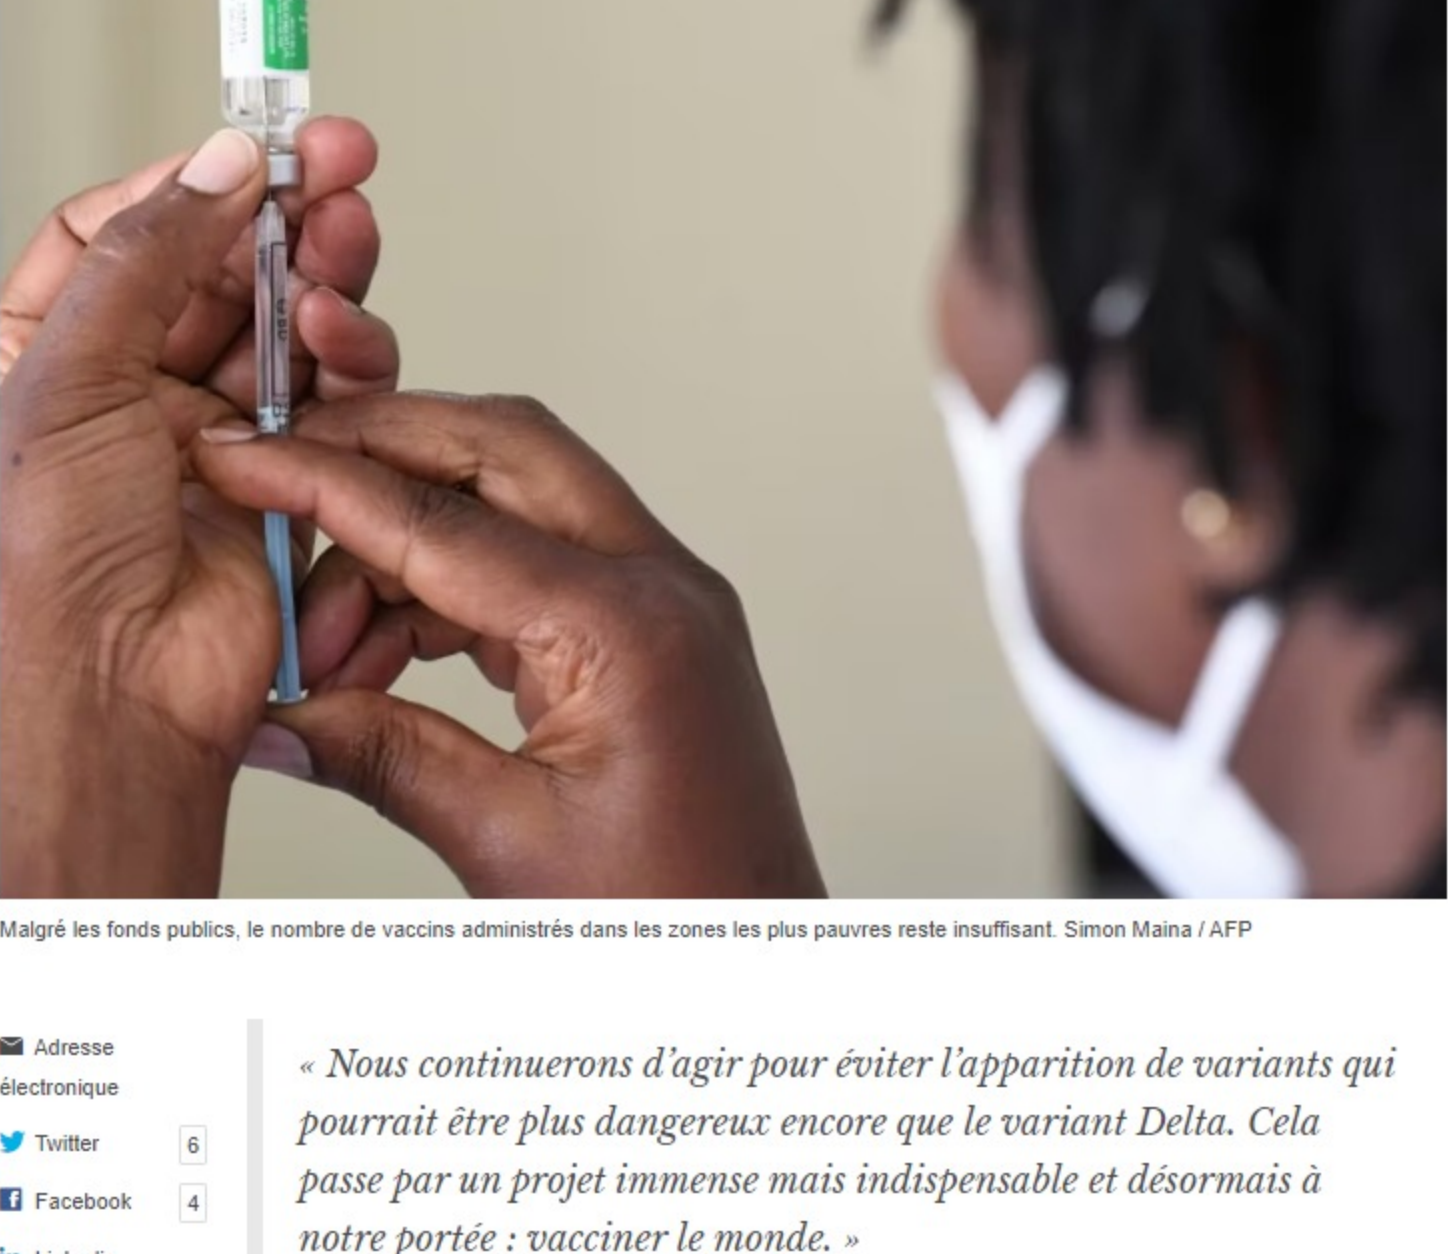 Malgré les fonds publics, le nombre de vaccins administrés dans les zones les plus pauvres reste insuffisant. Simon Maina / AFP
Adresse
électronique
Twitter 6
Facebook 4
« Nous continuerons d’agir pour éviter l’apparition de variants qui
pourrait être plus dangereux encore que le variant Delta. Cela
passe par un projet immense mais indispensable et désormais à
notre portée : vacciner le monde. »